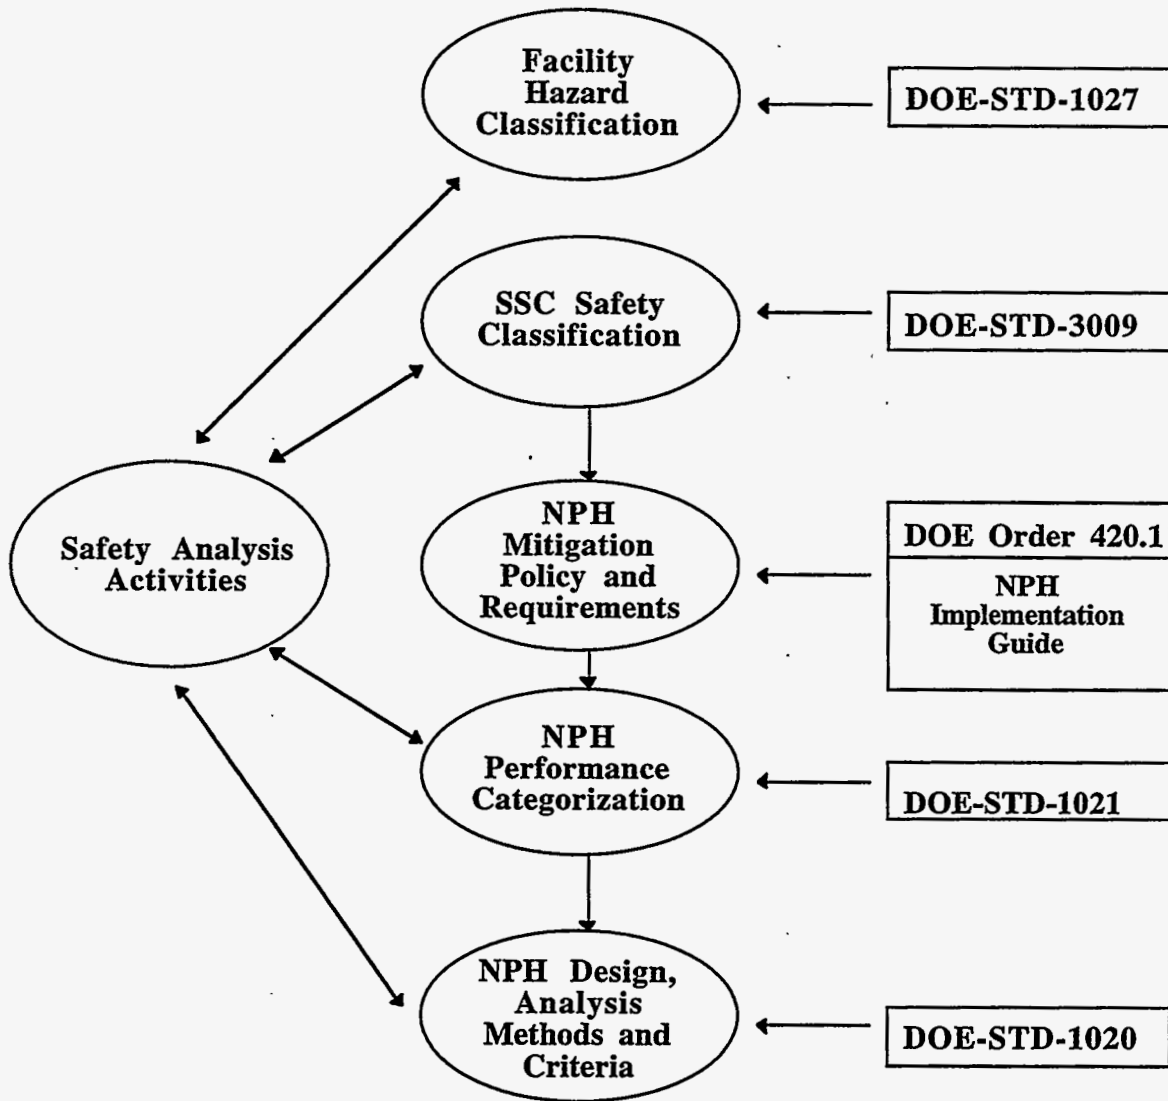 Facility
Hazard
Classification
DOE-STD-1027
SSC Safety
Classification
DOE-STD-3009
Safety Analysis
Activities
NPH
Mitigation
Policy and
Requirements
DOE Order 420.1
NPH
Implementation
Guide
NPH
Performance
Categorization
DOE-STD-1021
NPH Design,
Analysis
Methods and
Criteria
DOE-STD-1020